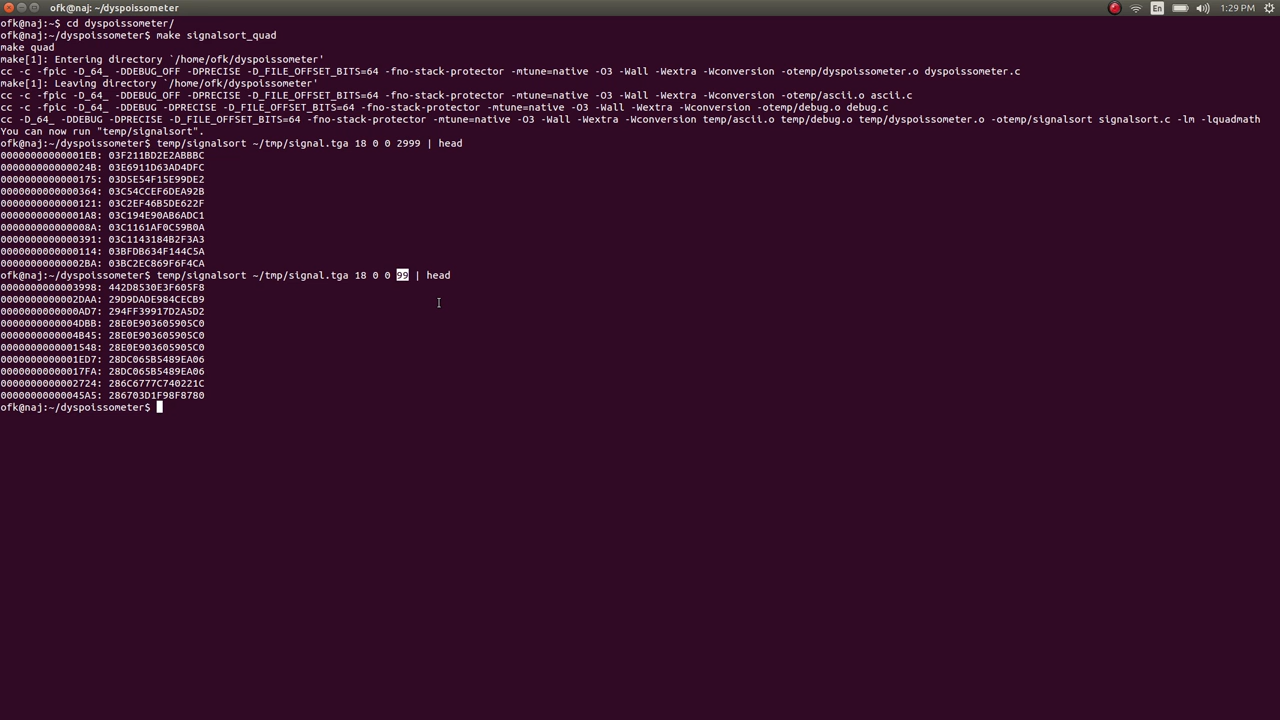 ofk@naj: ~/dyspoissometer
En
1:29 PM
ofk@naj:~$ cd dyspoissometer/
ofk@naj:~/dyspoissometer$ make signalsort_quad
make quad
make[1]: Entering directory `/home/ofk/dyspoissometer'
cc -c -fpic -D_64_ -DDEBUG_OFF -DPRECISE -D_FILE_OFFSET_BITS=64 -fno-stack-protector -mtune=native -O3 -Wall -Wextra -Wconversion -otemp/dyspoissometer.o dyspoissometer.c
make[1]: Leaving directory `/home/ofk/dyspoissometer'
cc -c -fpic -D_64_ -DDEBUG_OFF -DPRECISE -D_FILE_OFFSET_BITS=64 -fno-stack-protector -mtune=native -O3 -Wall -Wextra -Wconversion -otemp/ascii.o ascii.c
cc -c -fpic -D_64_ -DDEBUG -DPRECISE -D_FILE_OFFSET_BITS=64 -fno-stack-protector -mtune=native -O3 -Wall -Wextra -Wconversion -otemp/debug.o debug.c
cc -D_64_ -DDEBUG -DPRECISE -D_FILE_OFFSET_BITS=64 -fno-stack-protector -mtune=native -O3 -Wall -Wextra -Wconversion temp/ascii.o temp/debug.o temp/dyspoissometer.o -otemp/signalsort signalsort.c -lm -lquadmath
You can now run "temp/signalsort".
ofk@naj:~/dyspoissometer$ temp/signalsort ~/tmp/signal.tga 18 0 0 2999 | head
00000000000001EB: 03F211BD2E2ABBBC
000000000000024B: 03E6911D63AD4DFC
0000000000000175: 03D5E54F15E99DE2
0000000000000364: 03C54CCEF6DEA92B
0000000000000121: 03C2EF46B5DE622F
00000000000001A8: 03C194E90AB6ADC1
000000000000008A: 03C1161AF0C59B0A
0000000000000391: 03C1143184B2F3A3
0000000000000114: 03BFDB634F144C5A
00000000000002BA: 03BC2EC869F6F4CA
ofk@naj:~/dyspoissometer$ temp/signalsort ~/tmp/signal.tga 18 0 0 99 | head
0000000000003998: 442D8530E3F605F8
0000000000002DAA: 29D9DADE984CECB9
0000000000000AD7: 294FF39917D2A5D2
0000000000004DBB: 28E0E903605905C0
0000000000004B45: 28E0E903605905C0
0000000000001548: 28E0E903605905C0
0000000000001ED7: 28DC065B5489EA06
00000000000017FA: 28DC065B5489EA06
0000000000002724: 286C6777C740221C
00000000000045A5: 286703D1F98F8780
ofk@naj:~/dyspoissometer$